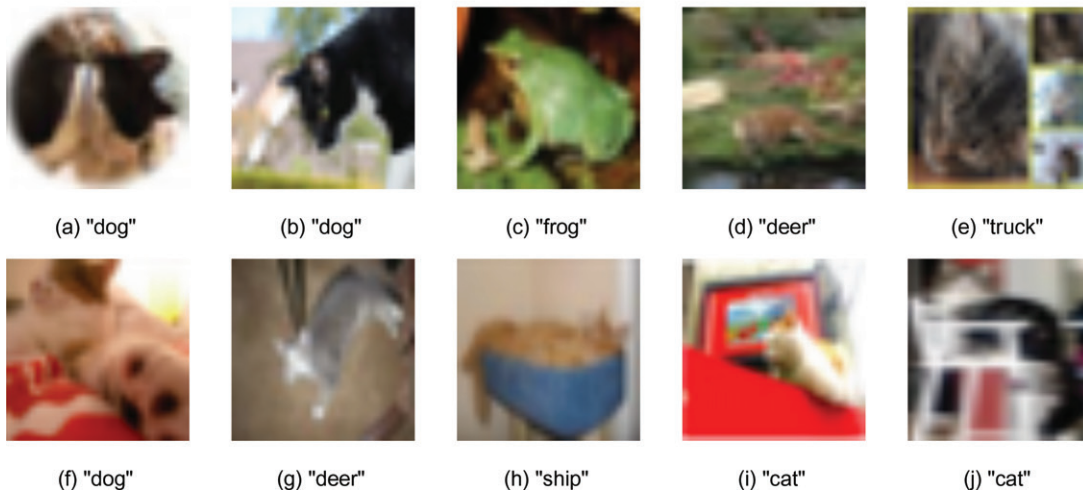 (a) "dog"
(b) "dog"
(c) "frog"
(d) "deer"
(e) "truck"
(f) "dog"
(g) "deer"
(h) "ship"
(i) "cat"
(j) "cat"